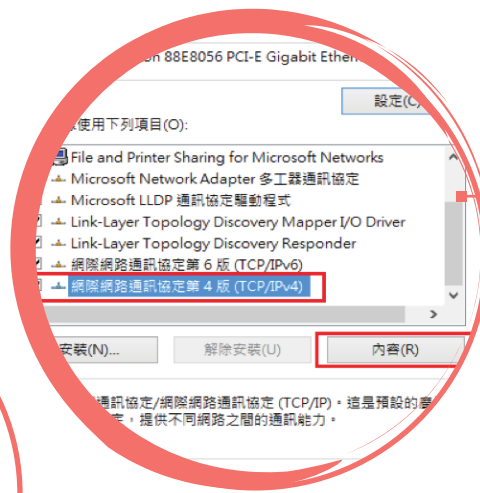 88E8056 PCI-E Gigabit Ether
設定(C)
使用下列項目(O):
File and Printer Sharing for Microsoft Networks
Microsoft Network Adapter 多工器通訊協定
Microsoft LLDP 通訊協定驅動程式
Link-Layer Topology Discovery Mapper I/O Driver
Link-Layer Topology Discovery Responder
網際網路通訊協定第 6 版 (TCP/IPv6)
網際網路通訊協定第 4 版 (TCP/IPv4)
安裝(N)... 解除安裝(U) 內容(R)
通訊協定/網際網路通訊協定 (TCP/IP)。這是預設的廣
定，提供不同網路之間的通訊能力。